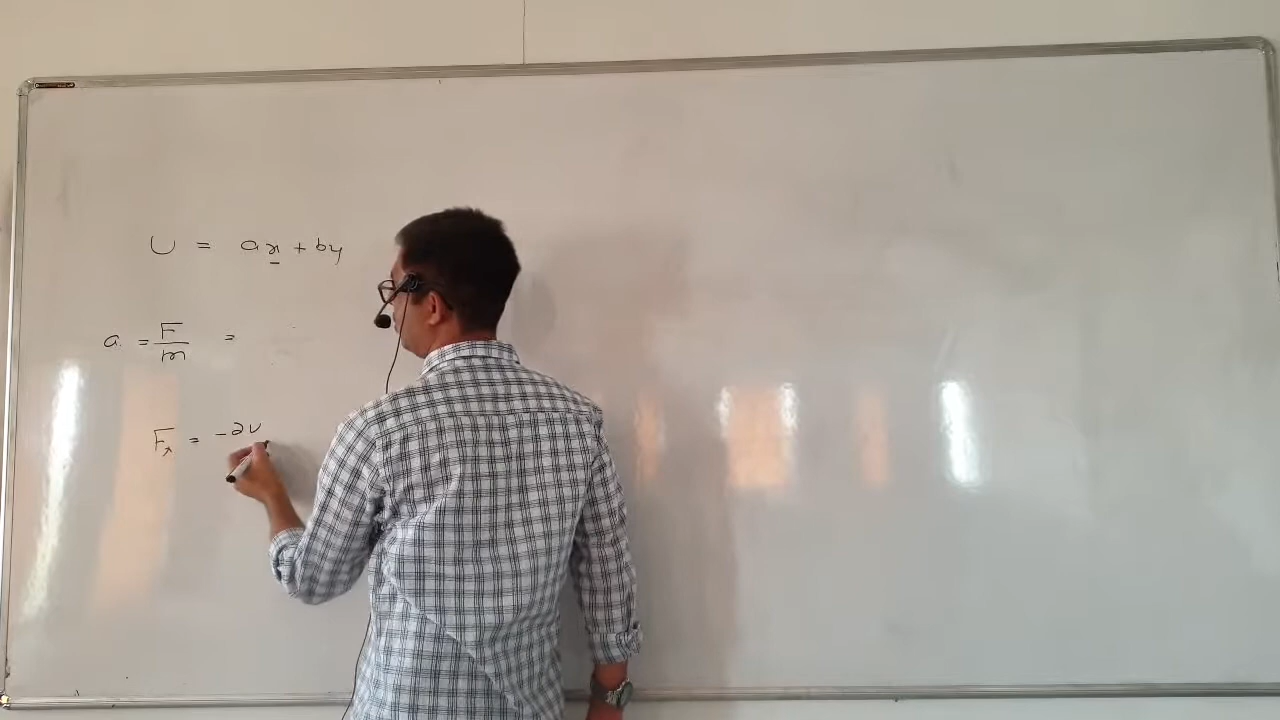 U = ax + by
a = F/m =
Fx = -∂U